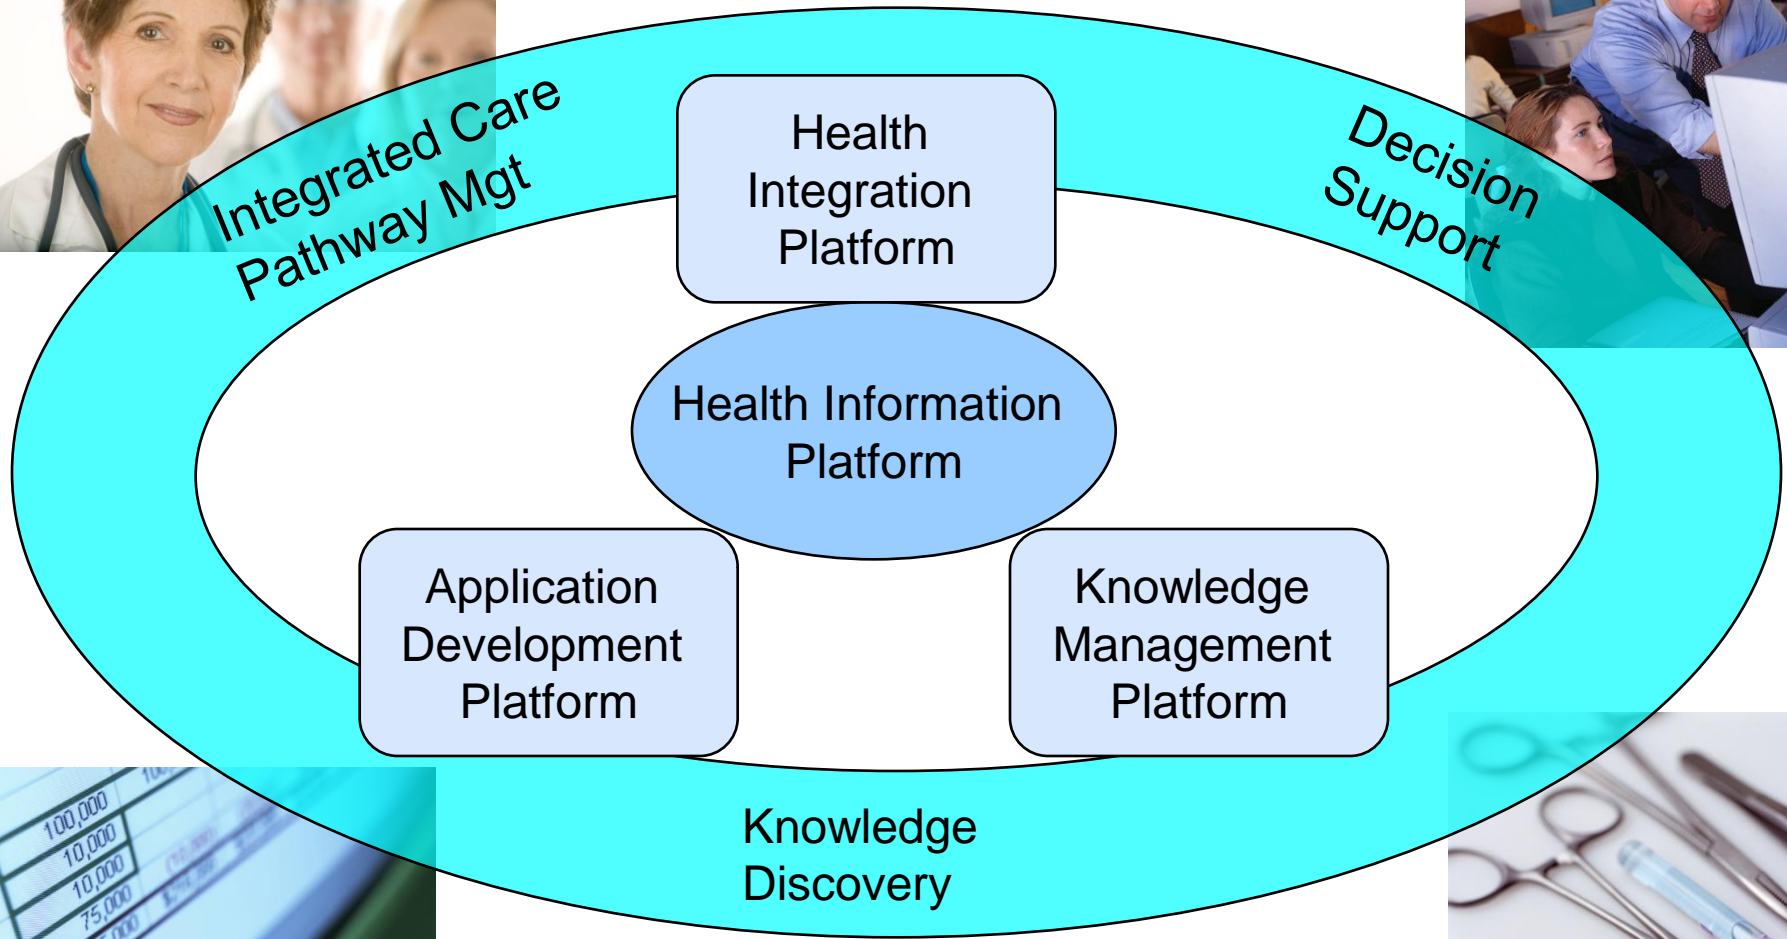 Integrated Care
Pathway Mgt
Health
Integration
Platform
Decision
Support
Health Information
Platform
Application
Development
Platform
Knowledge
Management
Platform
Knowledge
Discovery
100,000
10,000
10,000
75,000